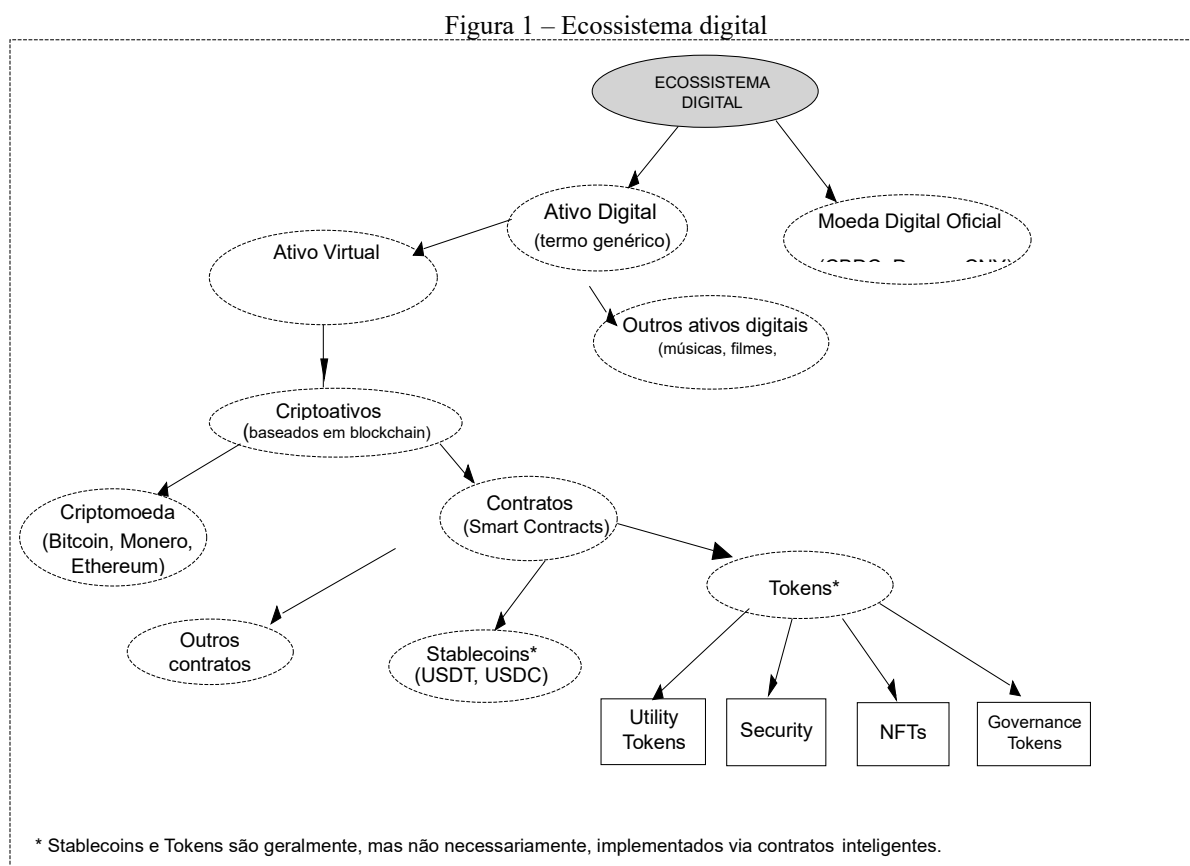 Figura 1 – Ecossistema digital
ECOSSISTEMA
DIGITAL
Ativo Digital
(termo genérico)
Moeda Digital Oficial
Ativo Virtual
Outros ativos digitais
(músicas, filmes,
Criptoativos
(baseados em blockchain)
Criptomoeda
(Bitcoin, Monero,
Ethereum)
Contratos
(Smart Contracts)
Tokens*
Outros
contratos
Stablecoins*
(USDT, USDC)
Utility
Tokens
Security
NFTs
Governance
Tokens
* Stablecoins e Tokens são geralmente, mas não necessariamente, implementados via contratos inteligentes.